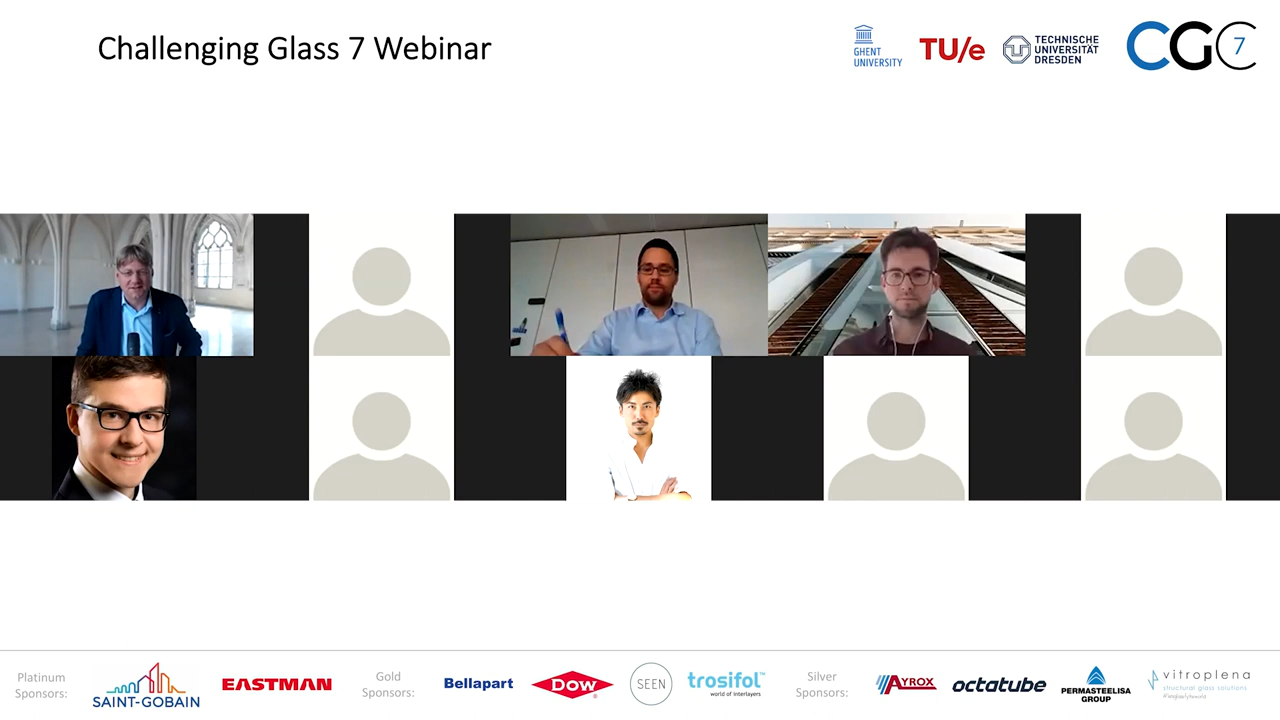 Challenging Glass 7 Webinar
GHENT
UNIVERSITY
TU/e
TECHNISCHE
UNIVERSITÄT
DRESDEN
CGC 7
Platinum
Sponsors:
SAINT-GOBAIN
EASTMAN
Gold
Sponsors:
Bellapart
Dow
SEEN
trosifol™
world of interlayers
Silver
Sponsors:
AYROX
octatube
PERMASTEELISA
GROUP
vitroplena
structural glass solutions